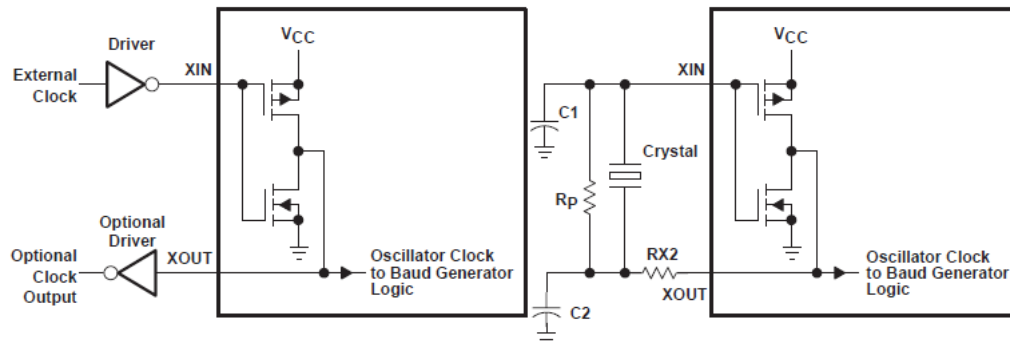 Driver
External
Clock
XIN
VCC
Optional
Driver
Optional
Clock
Output
XOUT
Oscillator Clock
to Baud Generator
Logic
C1
XIN
VCC
Crystal
RP
RX2
XOUT
C2
Oscillator Clock
to Baud Generator
Logic